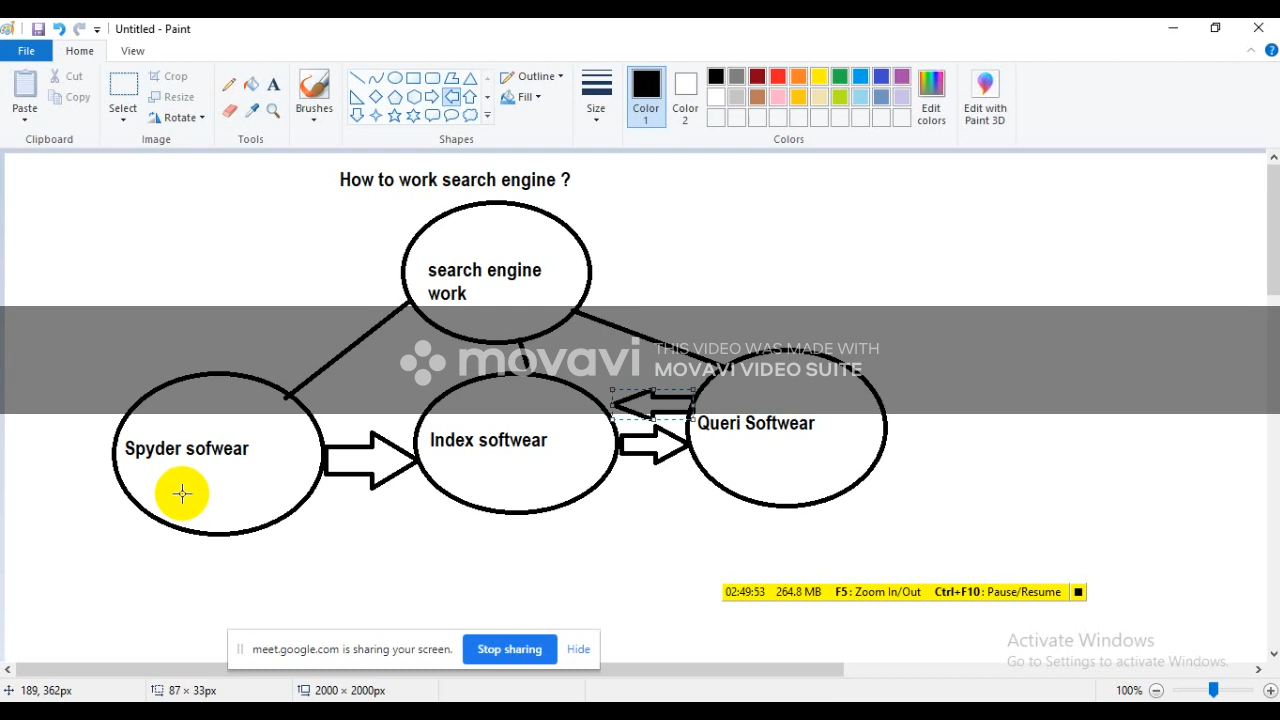 Untitled - Paint
File
Home
View
Paste
Cut
Copy
Clipboard
Select
Crop
Resize
Rotate
Image
A
Tools
Brushes
Outline
Fill
Shapes
Size
Color 1
Color 2
Edit colors
Colors
Edit with Paint 3D
How to work search engine ?
search engine
work
movavi
THIS VIDEO WAS MADE WITH
MOVAVI VIDEO SUITE
Spyder sofwear
Index softwear
Queri Softwear
02:49:53 264.8 MB F5: Zoom In/Out Ctrl+F10: Pause/Resume
meet.google.com is sharing your screen. Stop sharing Hide
Activate Windows
Go to Settings to activate Windows.
189, 362px
87 × 33px
2000 × 2000px
100%